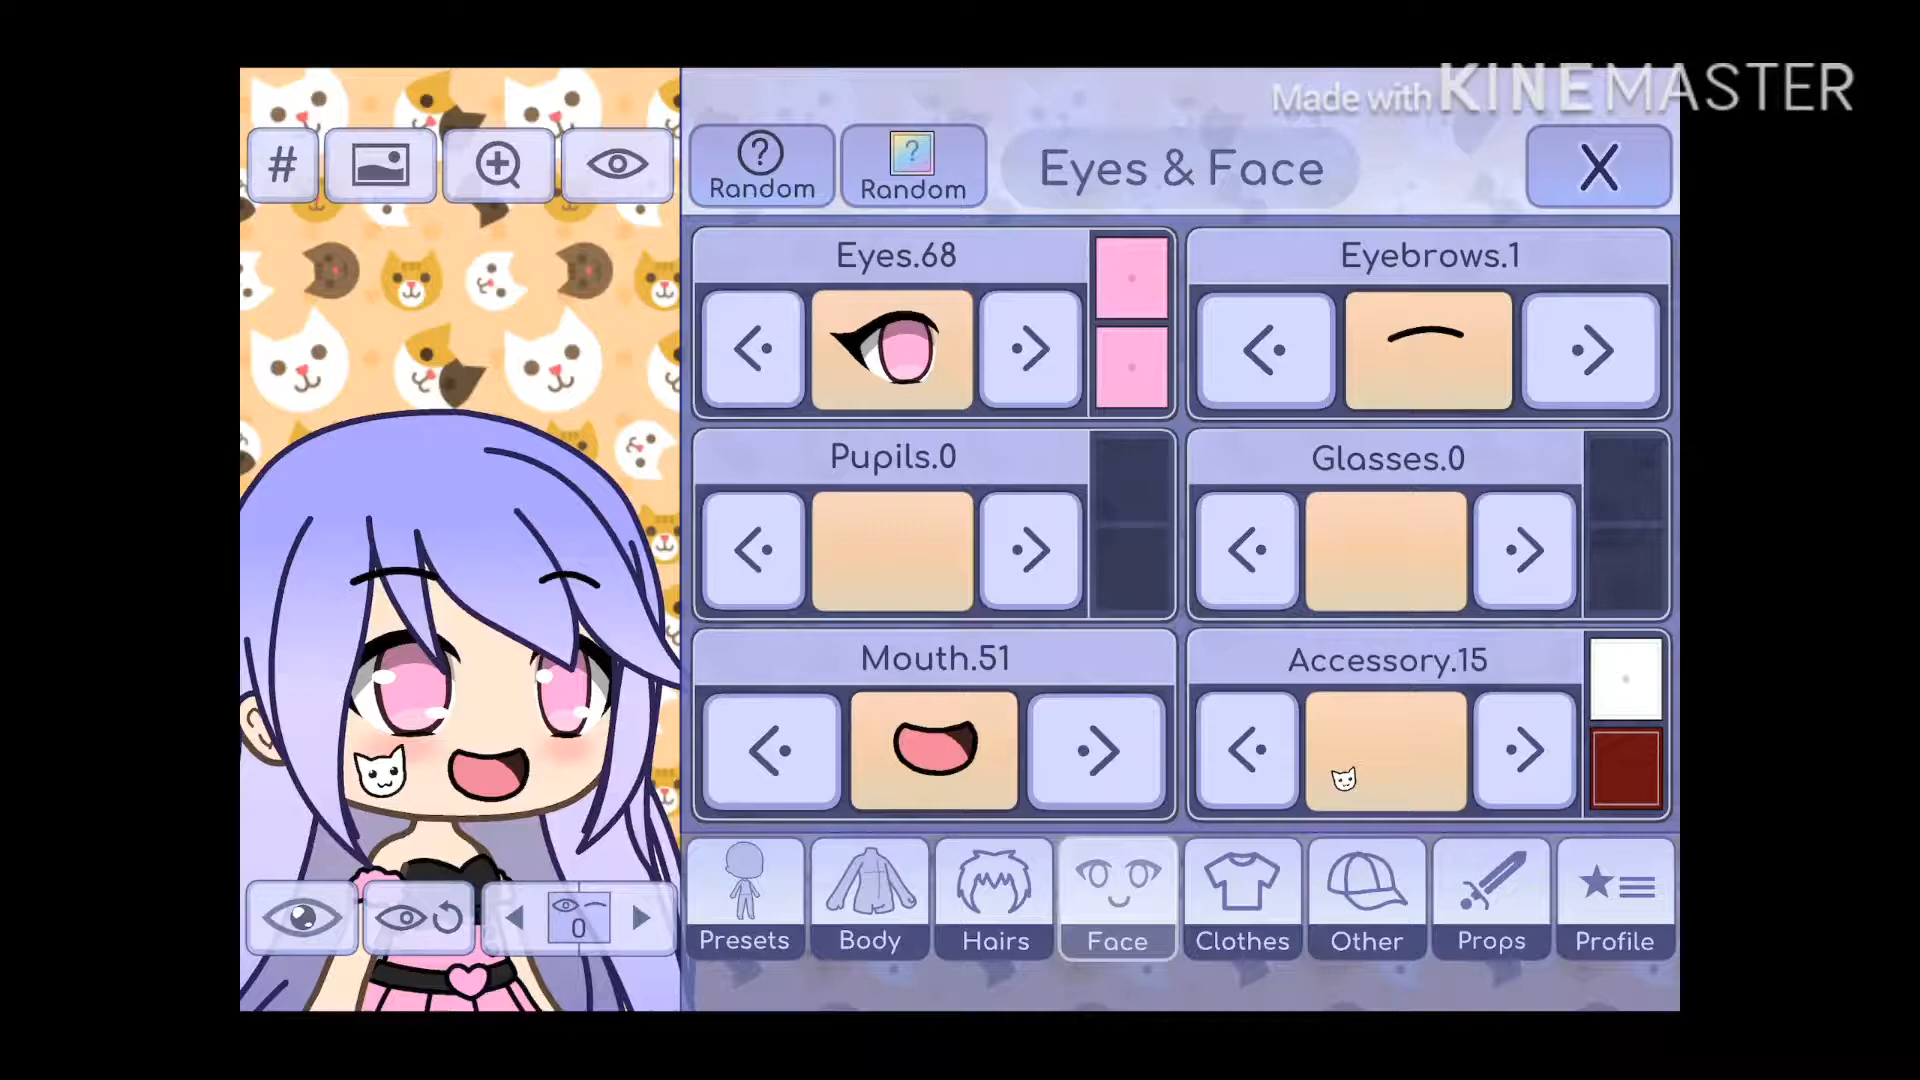 Made with KINEMASTER
#
?
Random
?
Random
Eyes & Face
X
Eyes.68
Eyebrows.1
Pupils.0
Glasses.0
Mouth.51
Accessory.15
0
Presets
Body
Hairs
Face
Clothes
Other
Props
Profile